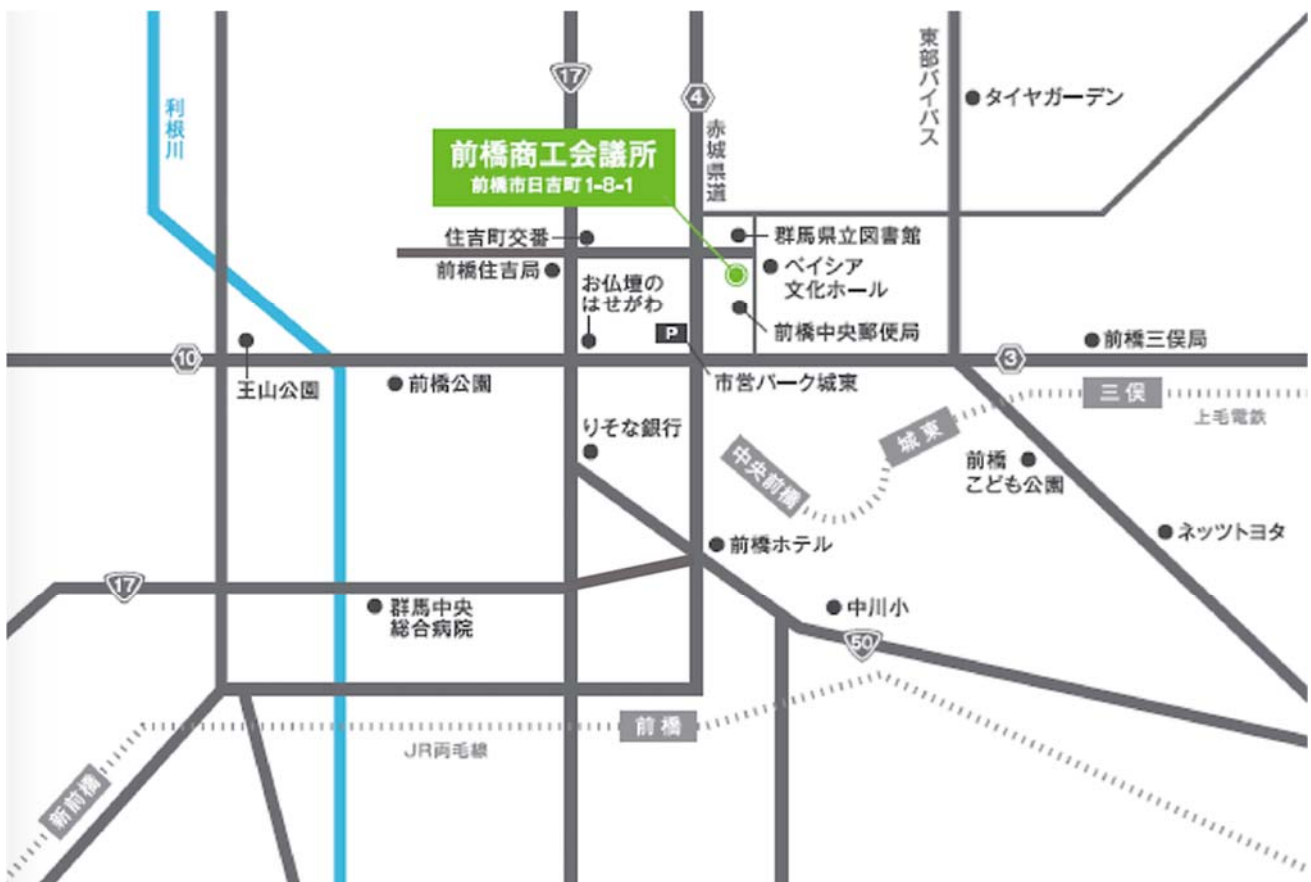 17
4
東部バイパス
タイヤガーデン
利根川
赤城県道
前橋商工会議所
前橋市日吉町1-8-1
住吉町交番
群馬県立図書館
前橋住吉局
お仏壇の
はせがわ
ベイシア
文化ホール
前橋中央郵便局
P
10
3
前橋三俣局
王山公園
前橋公園
市営パーク城東
三俣
上毛電鉄
りそな銀行
城東
中央前橋
前橋
こども公園
前橋ホテル
ネッツトヨタ
17
群馬中央
総合病院
中川小
50
前橋
JR両毛線
新前橋